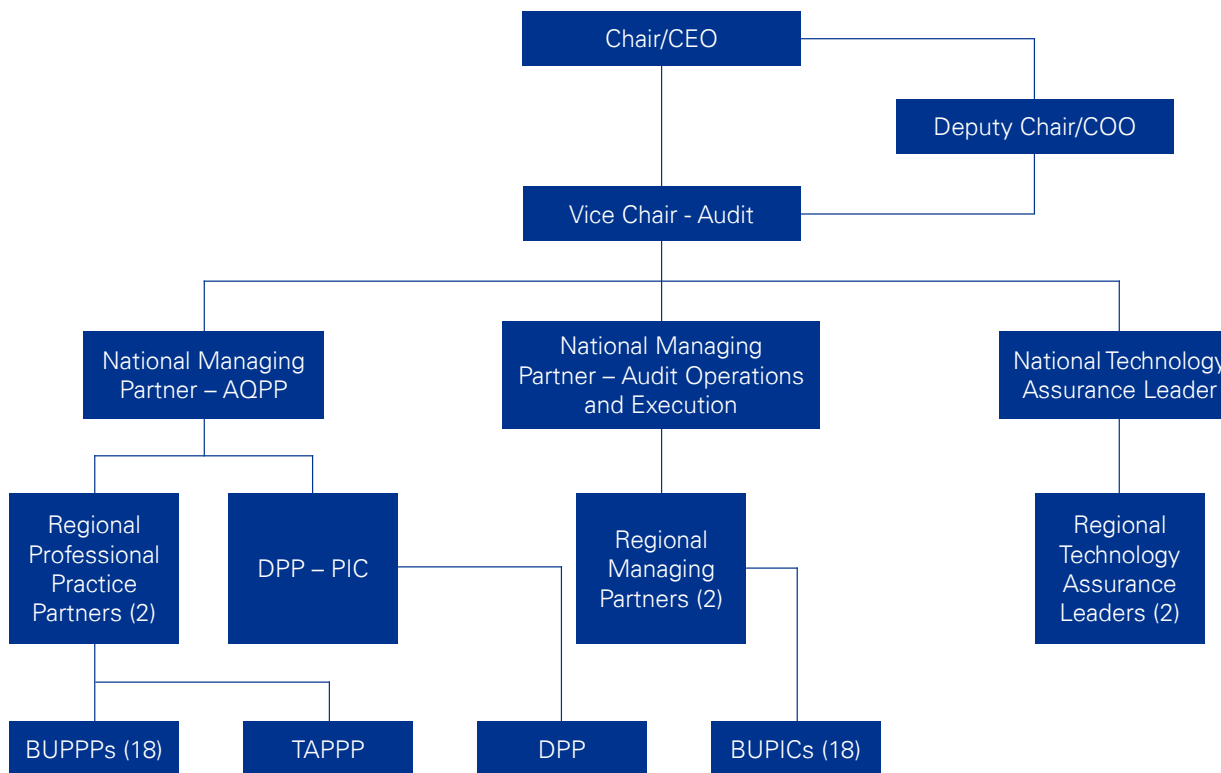 Chair/CEO
Deputy Chair/COO
Vice Chair - Audit
National Managing
Partner – AQPP
National Managing
Partner – Audit Operations
and Execution
National Technology
Assurance Leader
Regional
Professional
Practice
Partners (2)
DPP – PIC
Regional
Managing
Partners (2)
Regional
Technology
Assurance
Leaders (2)
BUPPPs (18)
TAPPP
DPP
BUPICs (18)